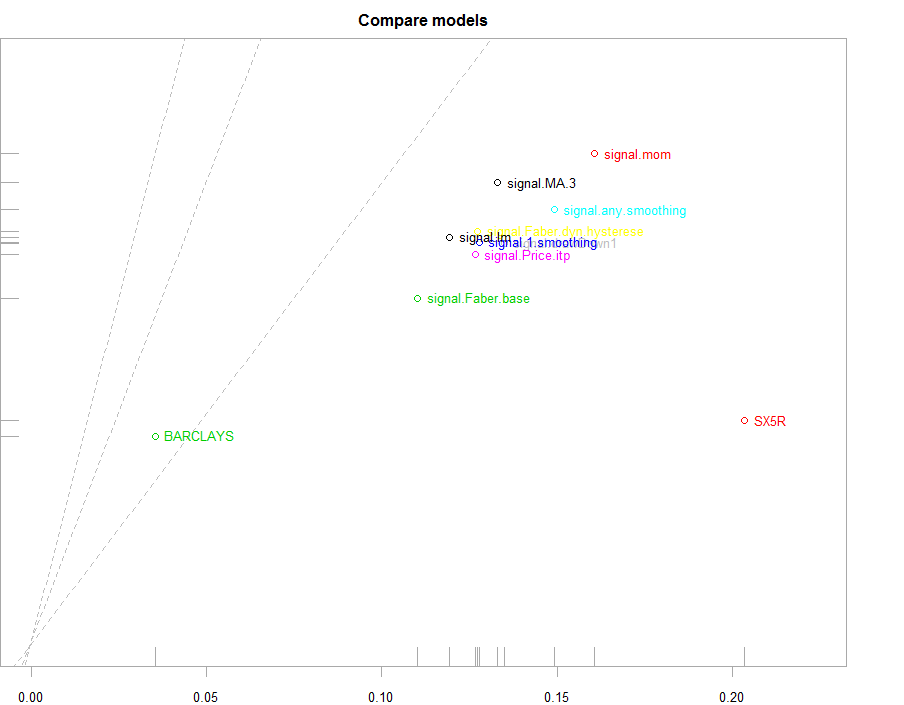 Compare models
signal.mom
signal.MA.3
signal.any.smoothing
signal.Faber.dyn.hysterese
signal.lm
signal.1.smoothing
signal.Price.itp
signal.Faber.base
SX5R
BARCLAYS
0.00 0.05 0.10 0.15 0.20